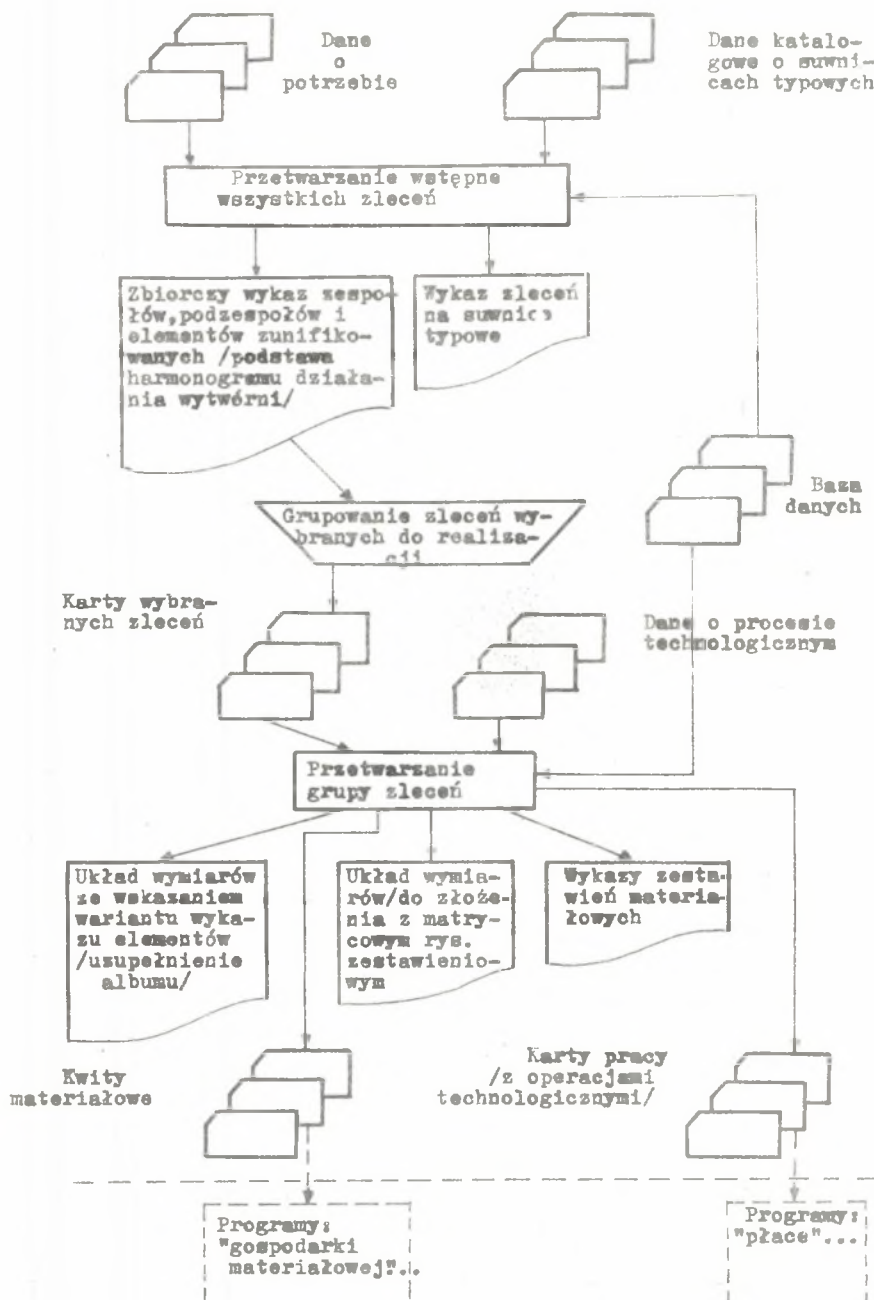 Dane
o
potrzebie
Dane katalo-
gowe o suwni-
cach typowych
Przetwarzanie wstępne
wszystkich zleceń
Zbiorczy wykaz zespo-
łów,podzespołów i
elementów zunifiko-
wanych /podstawa
harmonogramu działa-
nia wytwórni/
Wykaz zleceń
na suwnice
typowe
Baza
danych
Grupowanie zleceń wy-
branych do realiza-
cji
Karty wybra-
nych zleceń
Dane o procesie
technologicznym
Przetwarzanie
grupy zleceń
Układ wymiarów
ze wskazaniem
wariantu wyka-
zu elementów
/uzupełnienie
albumu/
Układ wymia-
rów/do złoże-
nia z matry-
cowym rys.
zestawienio-
wym
Wykazy zesta-
wień materia-
łowych
Kwity
materiałowe
Karty pracy
/z operacjami
technologicznymi/
Programy:
"gospodarki
materiałowej"...
Programy:
"płace"...